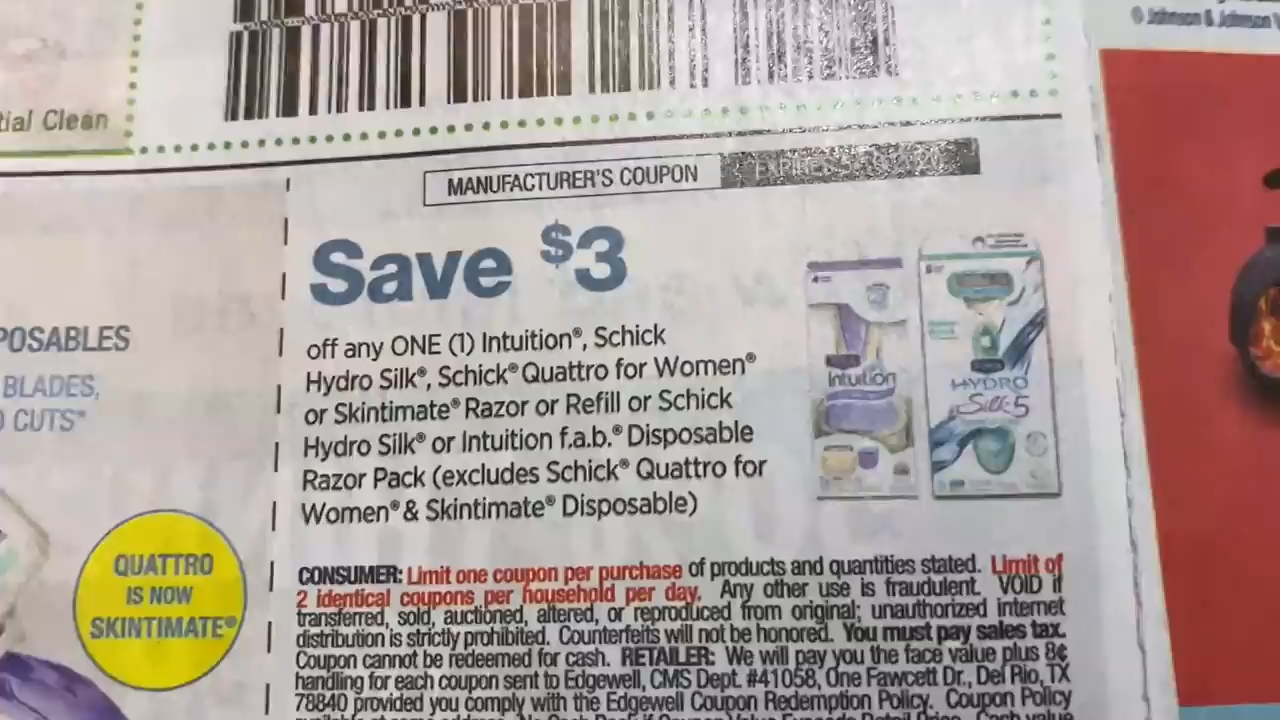 © Johnson & Johnson
tial Clean
MANUFACTURER'S COUPON EXPIRES
Save $3
off any ONE (1) Intuition®, Schick
Hydro Silk®, Schick® Quattro for Women®
or Skintimate® Razor or Refill or Schick
Hydro Silk® or Intuition f.a.b.® Disposable
Razor Pack (excludes Schick® Quattro for
Women® & Skintimate® Disposable)
Intuition
HYDRO
Silk 5
POSABLES
BLADES,
CUTS*
QUATTRO
IS NOW
SKINTIMATE®
CONSUMER: Limit one coupon per purchase of products and quantities stated. Limit of
2 identical coupons per household per day. Any other use is fraudulent. VOID if
transferred, sold, auctioned, altered, or reproduced from original; unauthorized internet
distribution is strictly prohibited. Counterfeits will not be honored. You must pay sales tax.
Coupon cannot be redeemed for cash. RETAILER: We will pay you the face value plus 8¢
handling for each coupon sent to Edgewell, CMS Dept. #41058, One Fawcett Dr., Del Rio, TX
78840 provided you comply with the Edgewell Coupon Redemption Policy. Coupon Policy